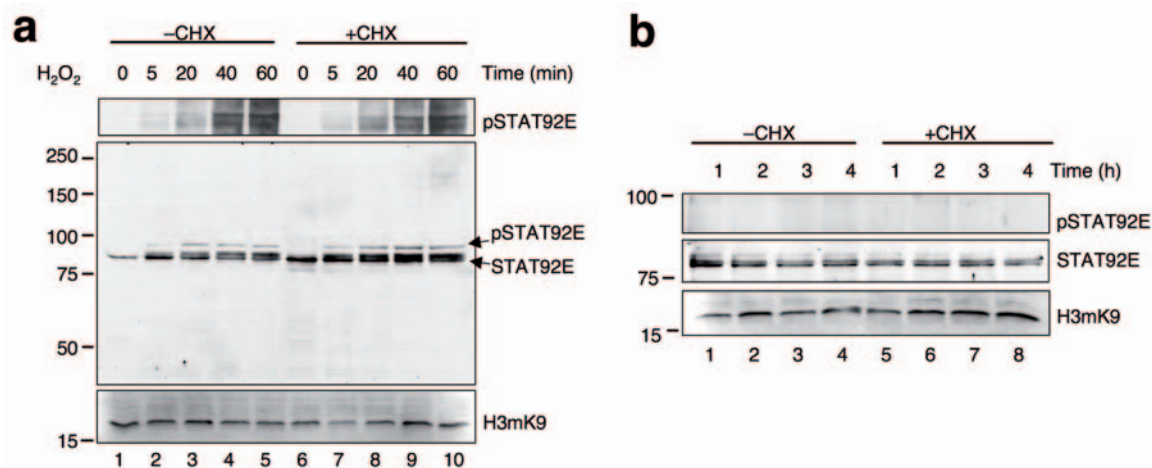 a
–CHX +CHX
H2O2 0 5 20 40 60 0 5 20 40 60 Time (min)
pSTAT92E
250
150
100
pSTAT92E
STAT92E
75
50
H3mK9
15
1 2 3 4 5 6 7 8 9 10
b
–CHX +CHX
1 2 3 4 1 2 3 4 Time (h)
100
pSTAT92E
STAT92E
75
H3mK9
15
1 2 3 4 5 6 7 8